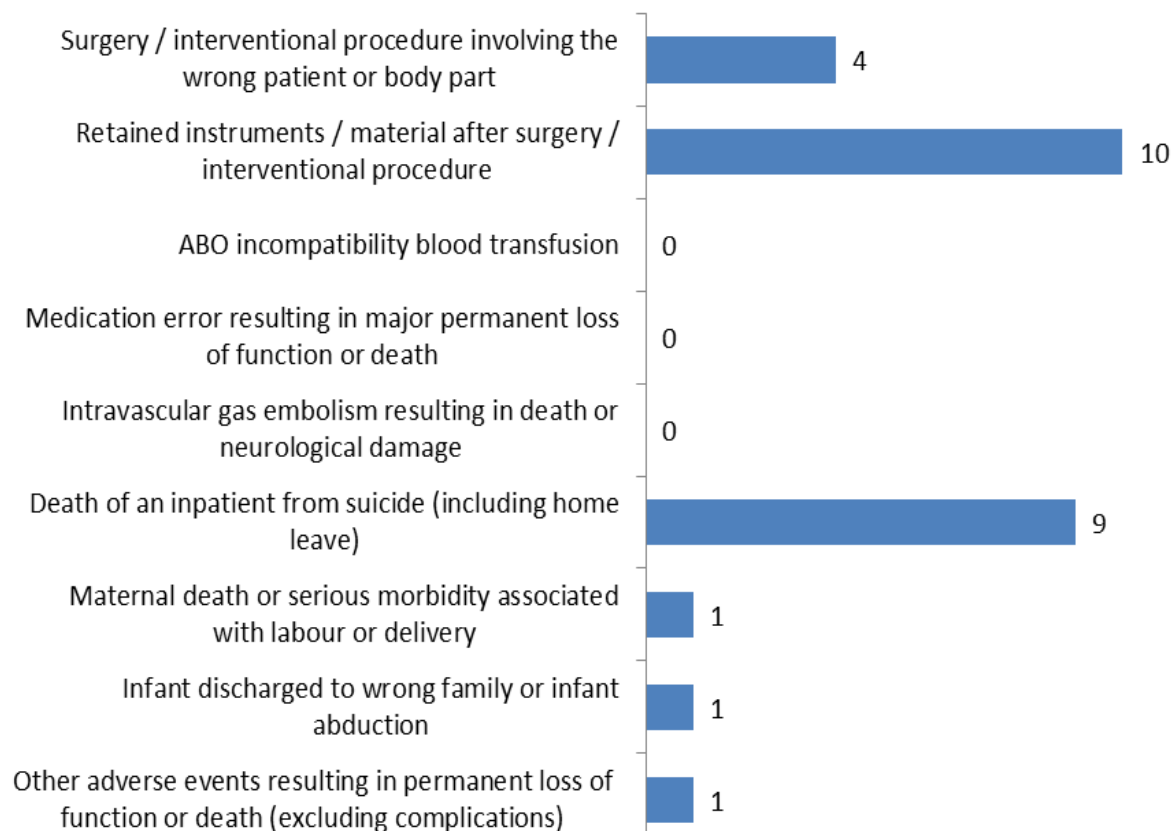 Surgery / interventional procedure involving the
wrong patient or body part
4
Retained instruments / material after surgery /
interventional procedure
10
ABO incompatibility blood transfusion
0
Medication error resulting in major permanent loss
of function or death
0
Intravascular gas embolism resulting in death or
neurological damage
0
Death of an inpatient from suicide (including home
leave)
9
Maternal death or serious morbidity associated
with labour or delivery
1
Infant discharged to wrong family or infant
abduction
1
Other adverse events resulting in permanent loss of
function or death (excluding complications)
1